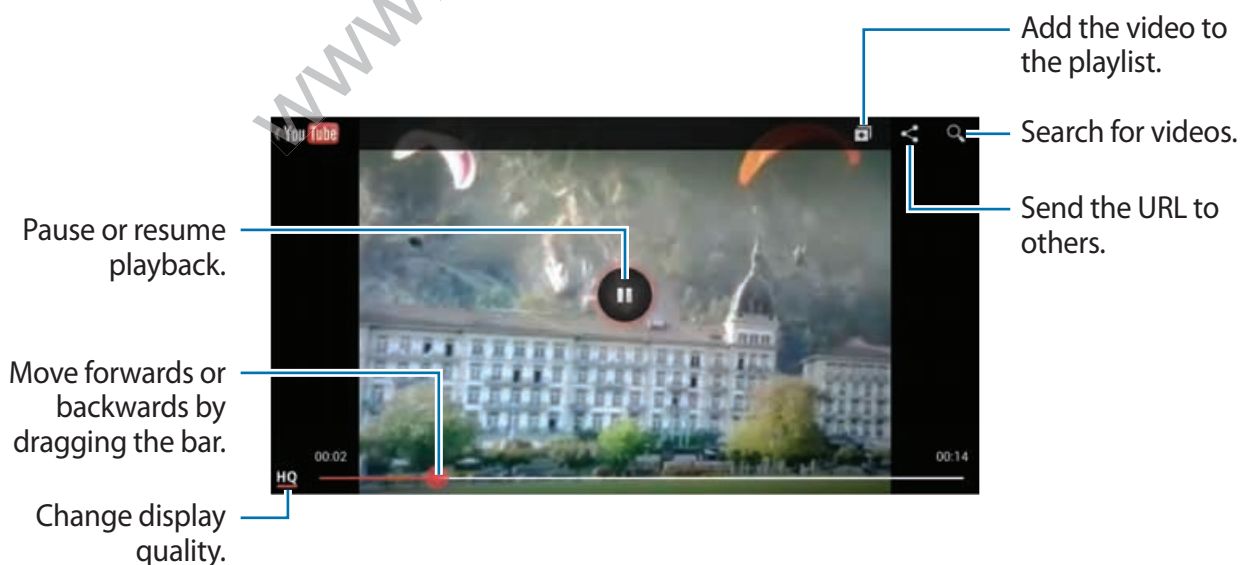 www.
Add the video to
the playlist.
You Tube
Search for videos.
Send the URL to
others.
Pause or resume
playback.
Move forwards or
backwards by
dragging the bar.
00:02
00:14
HQ
Change display
quality.